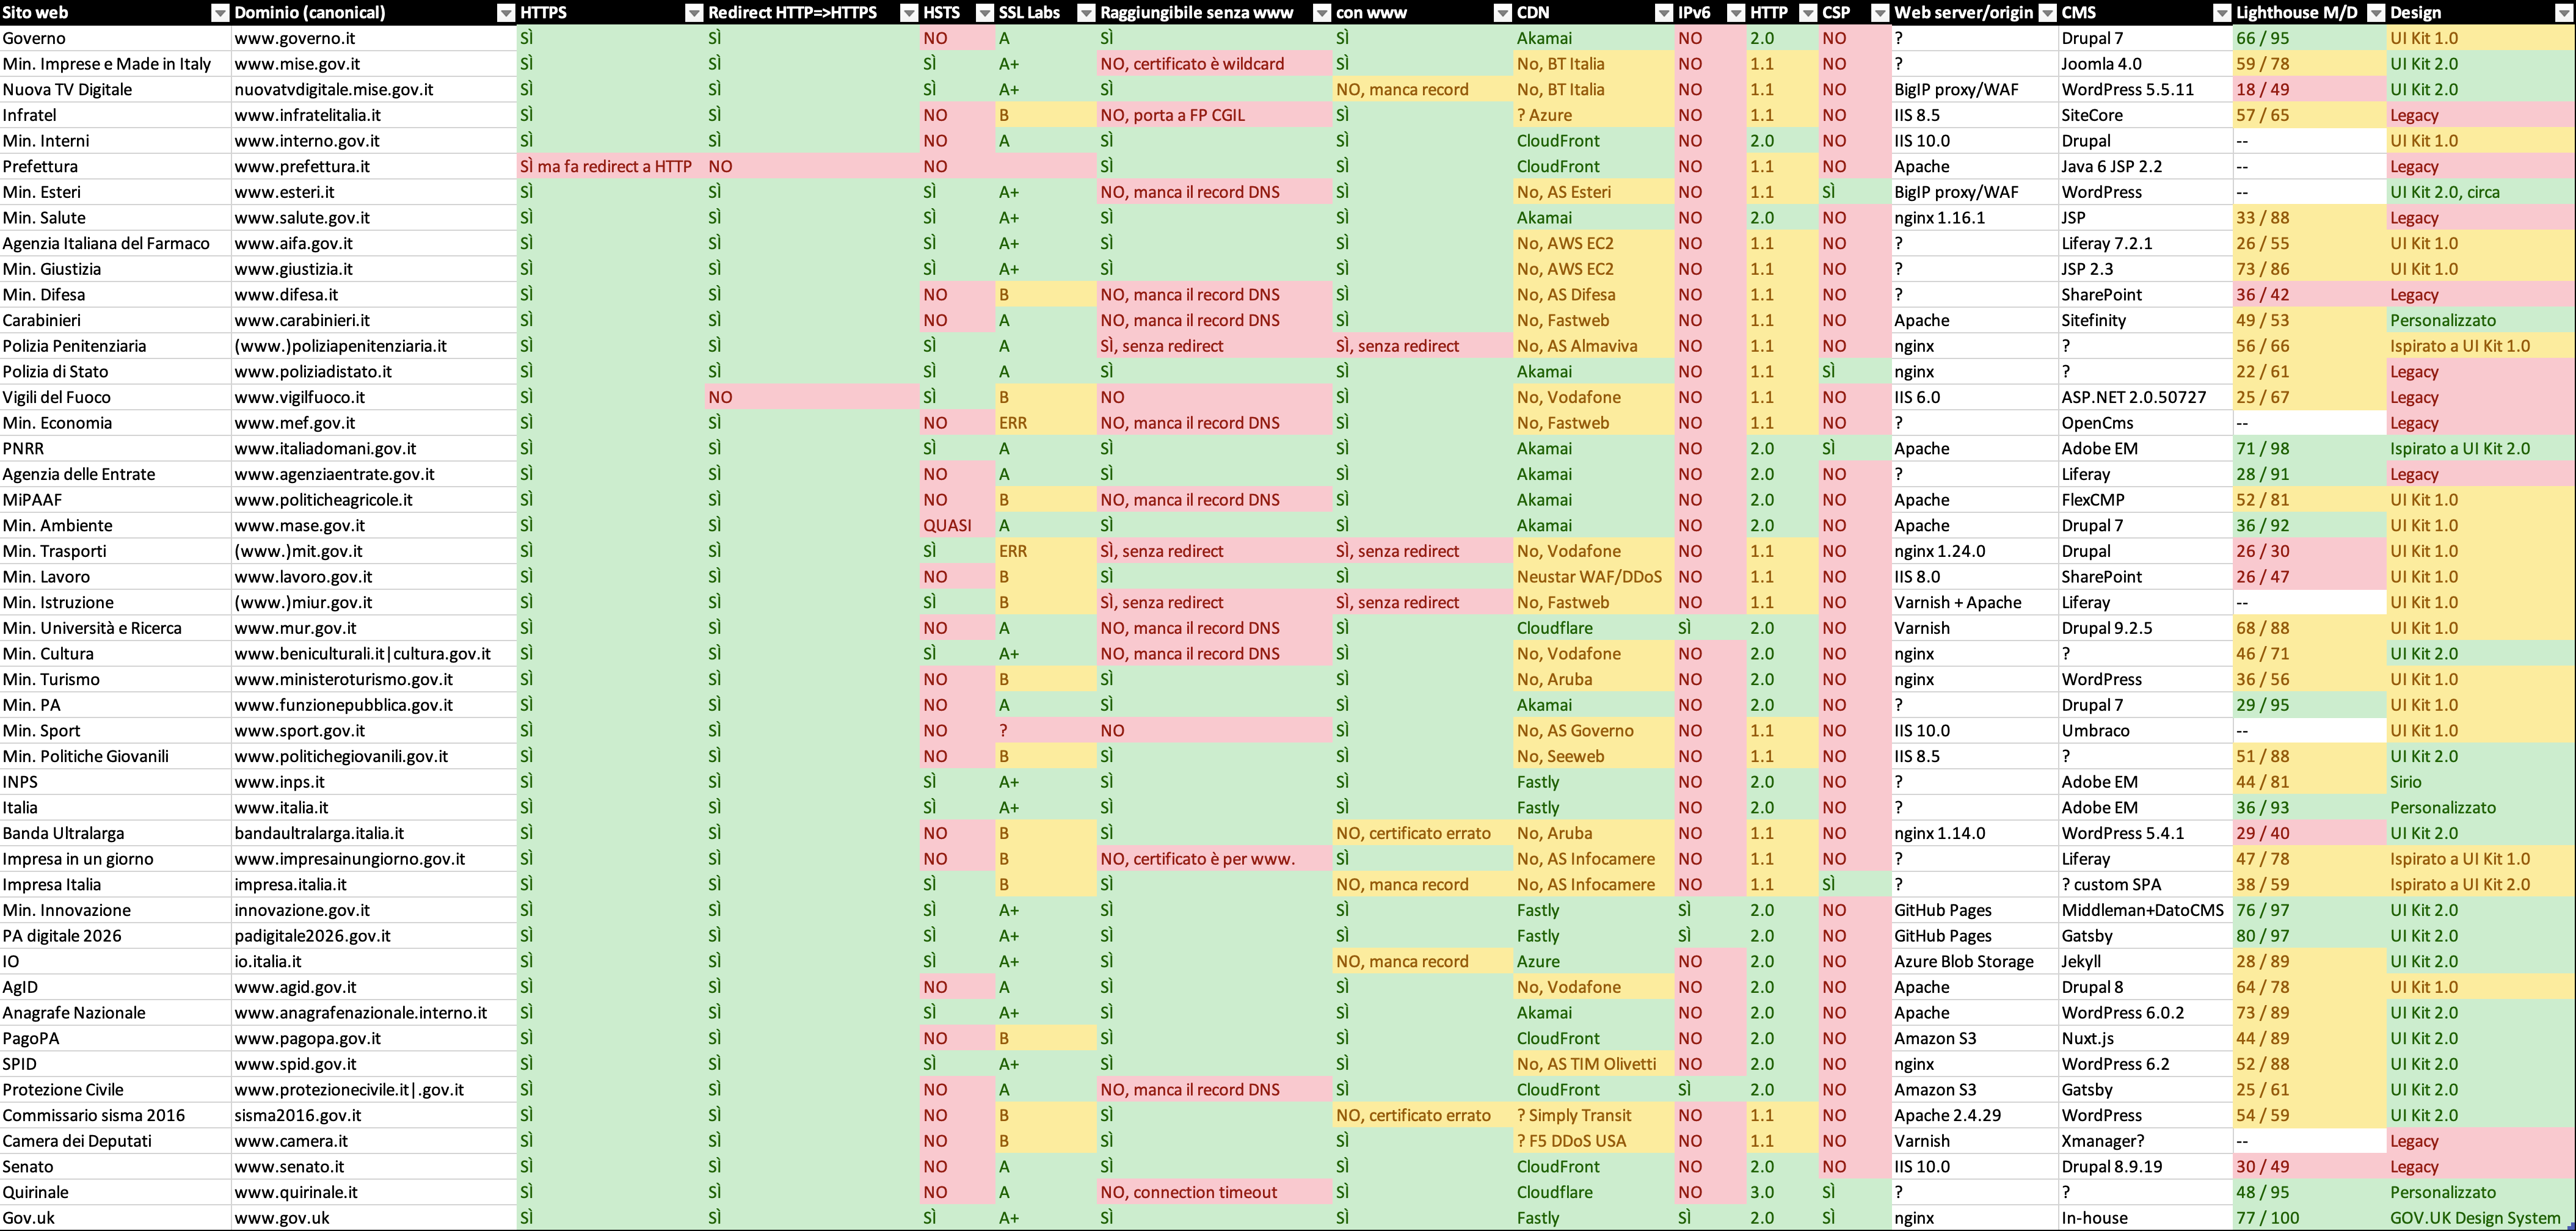 Sito web Dominio (canonical) HTTPS Redirect HTTP=>HTTPS HSTS SSL Labs Raggiungibile senza www con www CDN IPv6 HTTP CSP Web server/origin CMS Lighthouse M/D Design
Governo www.governo.it SÌ SÌ NO A SÌ SÌ Akamai NO 2.0 NO ? Drupal 7 66 / 95 UI Kit 1.0
Min. Imprese e Made in Italy www.mise.gov.it SÌ SÌ SÌ A+ NO, certificato è wildcard SÌ No, BT Italia NO 1.1 NO ? Joomla 4.0 59 / 78 UI Kit 2.0
Nuova TV Digitale nuovatvdigitale.mise.gov.it SÌ SÌ SÌ A+ SÌ NO, manca record No, BT Italia NO 1.1 NO BigIP proxy/WAF WordPress 5.5.11 18 / 49 UI Kit 2.0
Infratel www.infratelitalia.it SÌ SÌ NO B NO, porta a FP CGIL SÌ ? Azure NO 1.1 NO IIS 8.5 SiteCore 57 / 65 Legacy
Min. Interni www.interno.gov.it SÌ SÌ NO A SÌ SÌ CloudFront NO 2.0 NO IIS 10.0 Drupal -- UI Kit 1.0
Prefettura www.prefettura.it SÌ ma fa redirect a HTTP NO NO SÌ SÌ CloudFront NO 1.1 NO Apache Java 6 JSP 2.2 -- Legacy
Min. Esteri www.esteri.it SÌ SÌ SÌ A+ NO, manca il record DNS SÌ No, AS Esteri NO 1.1 SÌ BigIP proxy/WAF WordPress -- UI Kit 2.0, circa
Min. Salute www.salute.gov.it SÌ SÌ SÌ A+ SÌ SÌ Akamai NO 2.0 NO nginx 1.16.1 JSP 33 / 88 Legacy
Agenzia Italiana del Farmaco www.aifa.gov.it SÌ SÌ SÌ A+ SÌ SÌ No, AWS EC2 NO 1.1 NO ? Liferay 7.2.1 26 / 55 UI Kit 1.0
Min. Giustizia www.giustizia.it SÌ SÌ SÌ A+ SÌ SÌ No, AWS EC2 NO 1.1 NO ? JSP 2.3 73 / 86 UI Kit 1.0
Min. Difesa www.difesa.it SÌ SÌ NO B NO, manca il record DNS SÌ No, AS Difesa NO 1.1 NO ? SharePoint 36 / 42 Legacy
Carabinieri www.carabinieri.it SÌ SÌ NO A NO, manca il record DNS SÌ No, Fastweb NO 1.1 NO Apache Sitefinity 49 / 53 Personalizzato
Polizia Penitenziaria (www.)poliziapenitenziaria.it SÌ SÌ SÌ A SÌ, senza redirect SÌ, senza redirect No, AS Almaviva NO 1.1 NO nginx ? 56 / 66 Ispirato a UI Kit 1.0
Polizia di Stato www.poliziadistato.it SÌ SÌ SÌ A SÌ SÌ Akamai NO 1.1 SÌ nginx ? 22 / 61 Legacy
Vigili del Fuoco www.vigilfuoco.it SÌ NO SÌ B NO SÌ No, Vodafone NO 1.1 NO IIS 6.0 ASP.NET 2.0.50727 25 / 67 Legacy
Min. Economia www.mef.gov.it SÌ SÌ NO ERR NO, manca il record DNS SÌ No, Fastweb NO 1.1 NO ? OpenCms -- Legacy
PNRR www.italiadomani.gov.it SÌ SÌ SÌ A SÌ SÌ Akamai NO 2.0 SÌ Apache Adobe EM 71 / 98 Ispirato a UI Kit 2.0
Agenzia delle Entrate www.agenziaentrate.gov.it SÌ SÌ NO A SÌ SÌ Akamai NO 2.0 NO ? Liferay 28 / 91 Legacy
MiPAAF www.politicheagricole.it SÌ SÌ NO B NO, manca il record DNS SÌ Akamai NO 2.0 NO Apache FlexCMP 52 / 81 UI Kit 1.0
Min. Ambiente www.mase.gov.it SÌ SÌ QUASI A SÌ SÌ Akamai NO 2.0 NO Apache Drupal 7 36 / 92 UI Kit 1.0
Min. Trasporti (www.)mit.gov.it SÌ SÌ SÌ ERR SÌ, senza redirect SÌ, senza redirect No, Vodafone NO 1.1 NO nginx 1.24.0 Drupal 26 / 30 UI Kit 1.0
Min. Lavoro www.lavoro.gov.it SÌ SÌ NO B SÌ SÌ Neustar WAF/DDoS NO 1.1 NO IIS 8.0 SharePoint 26 / 47 UI Kit 1.0
Min. Istruzione (www.)miur.gov.it SÌ SÌ SÌ B SÌ, senza redirect SÌ, senza redirect No, Fastweb NO 1.1 NO Varnish + Apache Liferay -- UI Kit 1.0
Min. Università e Ricerca www.mur.gov.it SÌ SÌ NO A NO, manca il record DNS SÌ Cloudflare SÌ 2.0 NO Varnish Drupal 9.2.5 68 / 88 UI Kit 1.0
Min. Cultura www.beniculturali.it|cultura.gov.it SÌ SÌ SÌ A+ NO, manca il record DNS SÌ No, Vodafone NO 2.0 NO nginx ? 46 / 71 UI Kit 2.0
Min. Turismo www.ministeroturismo.gov.it SÌ SÌ NO B SÌ SÌ No, Aruba NO 2.0 NO nginx WordPress 36 / 56 UI Kit 1.0
Min. PA www.funzionepubblica.gov.it SÌ SÌ NO A SÌ SÌ Akamai NO 2.0 NO ? Drupal 7 29 / 95 UI Kit 1.0
Min. Sport www.sport.gov.it SÌ SÌ NO ? NO SÌ No, AS Governo NO 1.1 NO IIS 10.0 Umbraco -- UI Kit 1.0
Min. Politiche Giovanili www.politichegiovanili.gov.it SÌ SÌ NO B SÌ SÌ No, Seeweb NO 1.1 NO IIS 8.5 ? 51 / 88 UI Kit 2.0
INPS www.inps.it SÌ SÌ SÌ A+ SÌ SÌ Fastly NO 2.0 NO ? Adobe EM 44 / 81 Sirio
Italia www.italia.it SÌ SÌ SÌ A+ SÌ SÌ Fastly NO 2.0 NO ? Adobe EM 36 / 93 Personalizzato
Banda Ultralarga bandaultralarga.italia.it SÌ SÌ NO B SÌ NO, certificato errato No, Aruba NO 1.1 NO nginx 1.14.0 WordPress 5.4.1 29 / 40 UI Kit 2.0
Impresa in un giorno www.impresainungiorno.gov.it SÌ SÌ NO B NO, certificato è per www. SÌ No, AS Infocamere NO 1.1 NO ? Liferay 47 / 78 Ispirato a UI Kit 1.0
Impresa Italia impresa.italia.it SÌ SÌ SÌ B SÌ NO, manca record No, AS Infocamere NO 1.1 SÌ ? ? custom SPA 38 / 59 Ispirato a UI Kit 2.0
Min. Innovazione innovazione.gov.it SÌ SÌ SÌ A+ SÌ SÌ Fastly SÌ 2.0 NO GitHub Pages Middleman+DatoCMS 76 / 97 UI Kit 2.0
PA digitale 2026 padigitale2026.gov.it SÌ SÌ SÌ A+ SÌ SÌ Fastly SÌ 2.0 NO GitHub Pages Gatsby 80 / 97 UI Kit 2.0
IO io.italia.it SÌ SÌ SÌ A+ SÌ NO, manca record Azure NO 2.0 NO Azure Blob Storage Jekyll 28 / 89 UI Kit 2.0
AgID www.agid.gov.it SÌ SÌ NO A SÌ SÌ No, Vodafone NO 2.0 NO Apache Drupal 8 64 / 78 UI Kit 1.0
Anagrafe Nazionale www.anagrafenazionale.interno.it SÌ SÌ SÌ A+ SÌ SÌ Akamai NO 2.0 NO Apache WordPress 6.0.2 73 / 89 UI Kit 2.0
PagoPA www.pagopa.gov.it SÌ SÌ NO B SÌ SÌ CloudFront NO 2.0 NO Amazon S3 Nuxt.js 44 / 89 UI Kit 2.0
SPID www.spid.gov.it SÌ SÌ SÌ A+ SÌ SÌ No, AS TIM Olivetti NO 2.0 NO nginx WordPress 6.2 52 / 88 UI Kit 2.0
Protezione Civile www.protezionecivile.it|.gov.it SÌ SÌ NO A NO, manca il record DNS SÌ CloudFront SÌ 2.0 NO Amazon S3 Gatsby 25 / 61 UI Kit 2.0
Commissario sisma 2016 sisma2016.gov.it SÌ SÌ NO B SÌ NO, certificato errato ? Simply Transit NO 1.1 NO Apache 2.4.29 WordPress 54 / 59 UI Kit 2.0
Camera dei Deputati www.camera.it SÌ SÌ NO B SÌ SÌ ? F5 DDoS USA NO 1.1 NO Varnish Xmanager? -- Legacy
Senato www.senato.it SÌ SÌ NO A SÌ SÌ CloudFront NO 2.0 NO IIS 10.0 Drupal 8.9.19 30 / 49 Legacy
Quirinale www.quirinale.it SÌ SÌ NO A NO, connection timeout SÌ Cloudflare NO 3.0 SÌ ? ? 48 / 95 Personalizzato
Gov.uk www.gov.uk SÌ SÌ SÌ A+ SÌ SÌ Fastly SÌ 2.0 SÌ nginx In-house 77 / 100 GOV.UK Design System